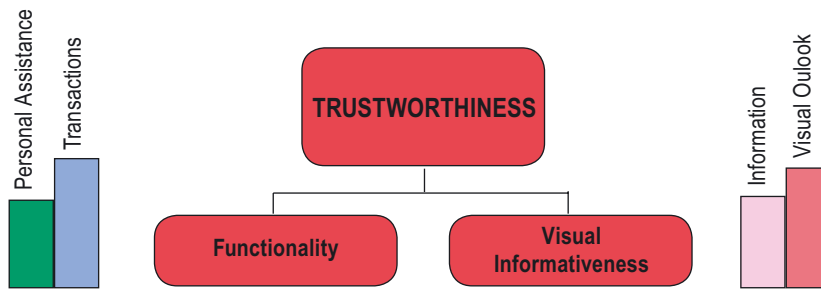 Personal Assistance
Transactions
TRUSTWORTHINESS
Functionality
Visual
Informativeness
Information
Visual Oulook